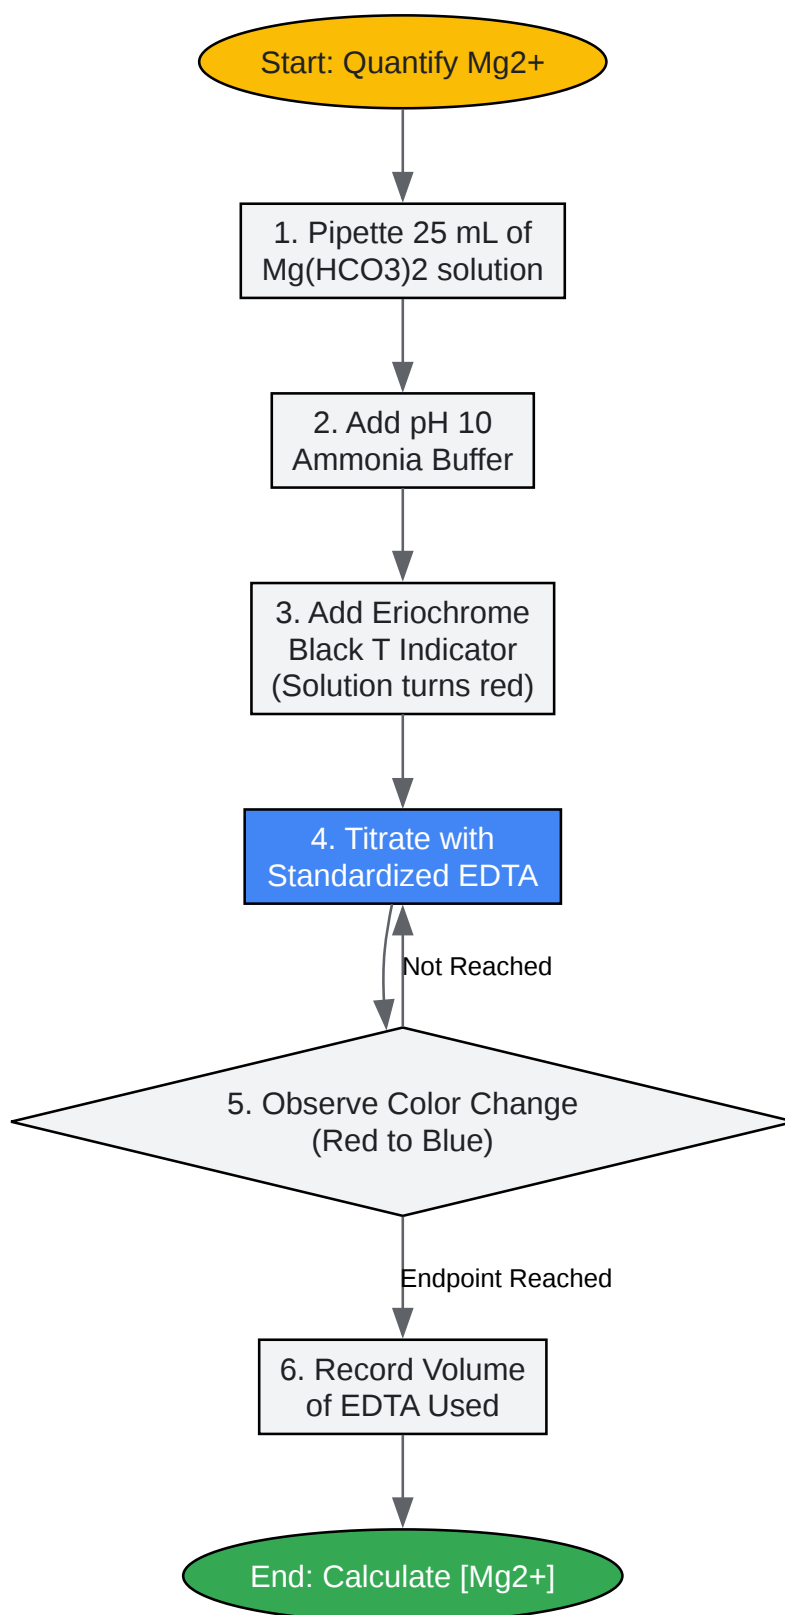 Start: Quantify Mg2+
1. Pipette 25 mL of
Mg(HCO3)2 solution
2. Add pH 10
Ammonia Buffer
3. Add Eriochrome
Black T Indicator
(Solution turns red)
4. Titrate with
Standardized EDTA
Not Reached
5. Observe Color Change
(Red to Blue)
Endpoint Reached
6. Record Volume
of EDTA Used
End: Calculate [Mg2+]